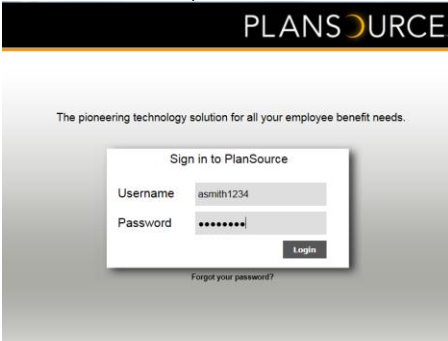 PLANSOURCE
The pioneering technology solution for all your employee benefit needs.
Sign in to PlanSource
Username asmith1234
Password ••••••••
Login
Forgot your password?